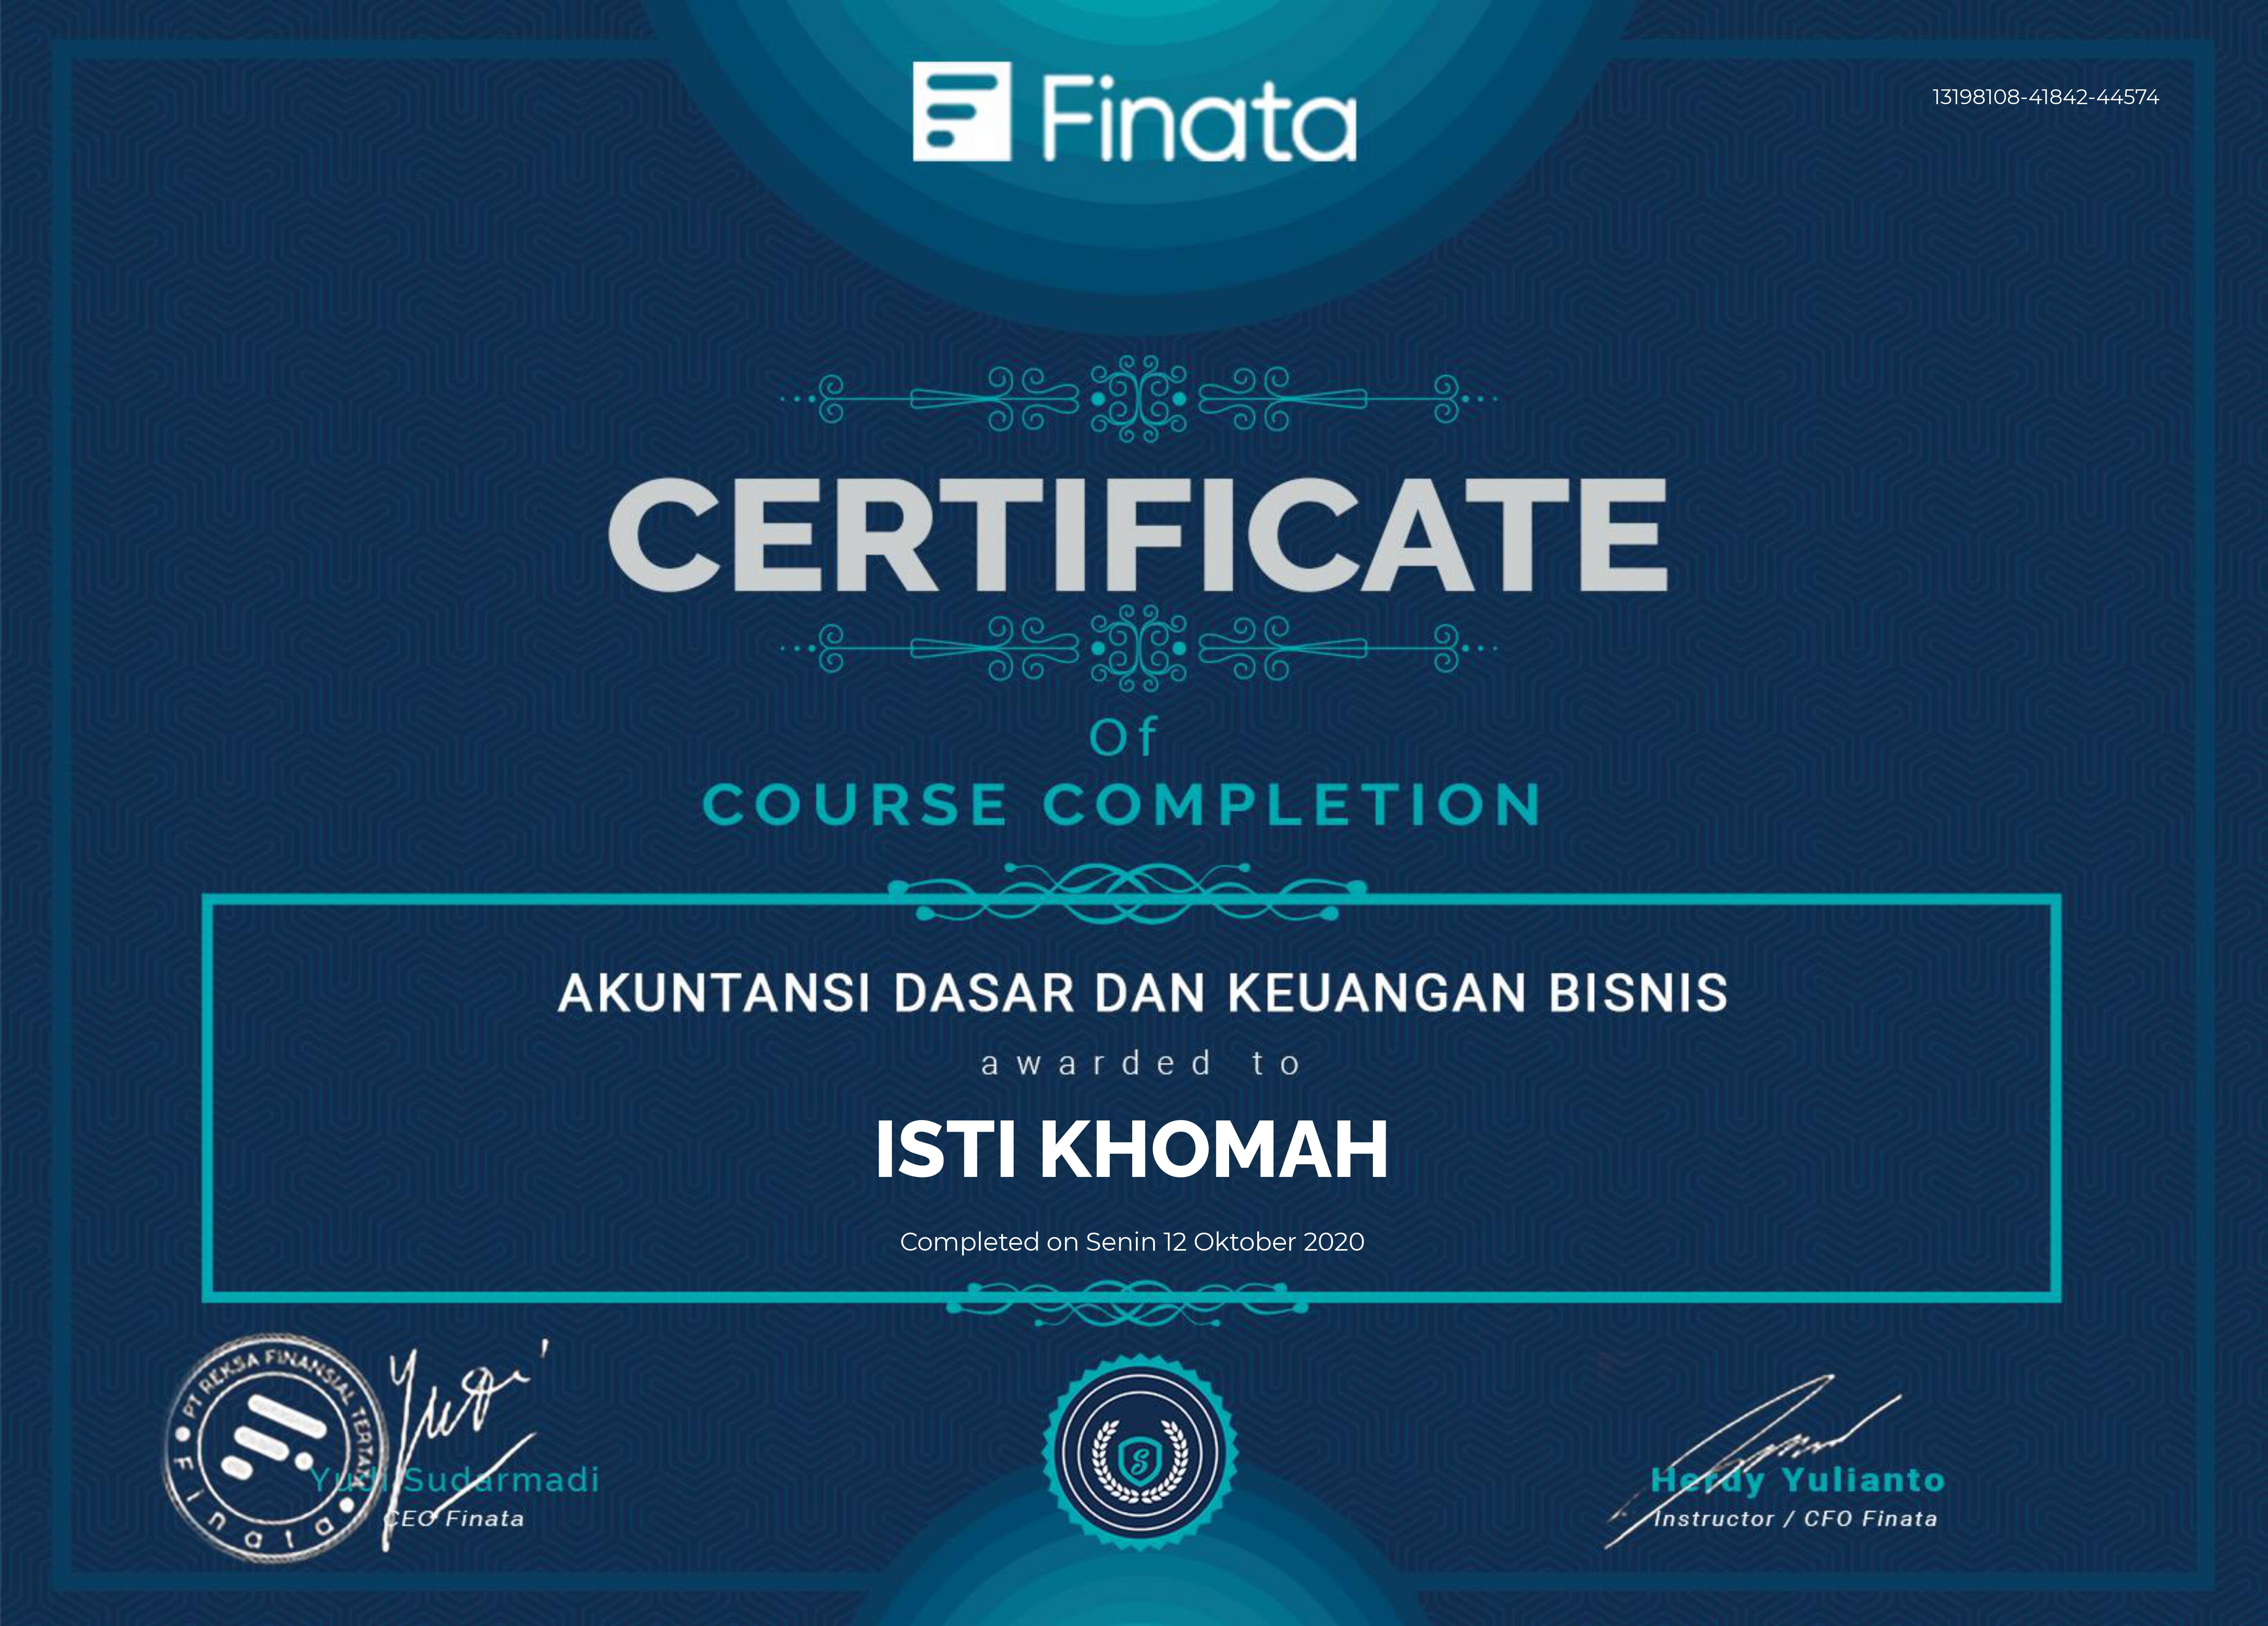 Finata
13198108-41842-44574
CERTIFICATE
Of
COURSE COMPLETION
AKUNTANSI DASAR DAN KEUANGAN BISNIS
awarded to
ISTI KHOMAH
Completed on Senin 12 Oktober 2020
PT REKSA FINANSIAL TERTATA
Finata
Yudi
Yudi Sudarmadi
CEO Finata
S
Herdy Yulianto
Instructor / CFO Finata